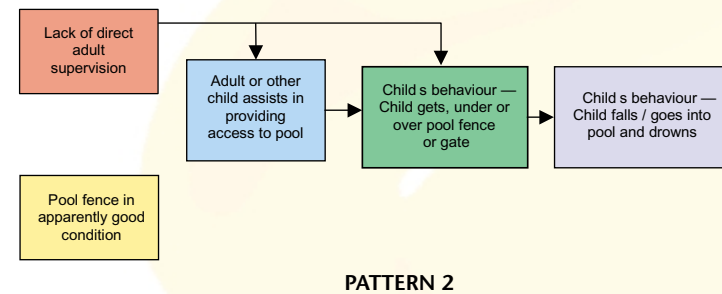 Lack of direct
adult
supervision
Adult or other
child assists in
providing
access to pool
Child s behaviour —
Child gets, under or
over pool fence
or gate
Child s behaviour —
Child falls / goes into
pool and drowns
Pool fence in
apparently good
condition
PATTERN 2